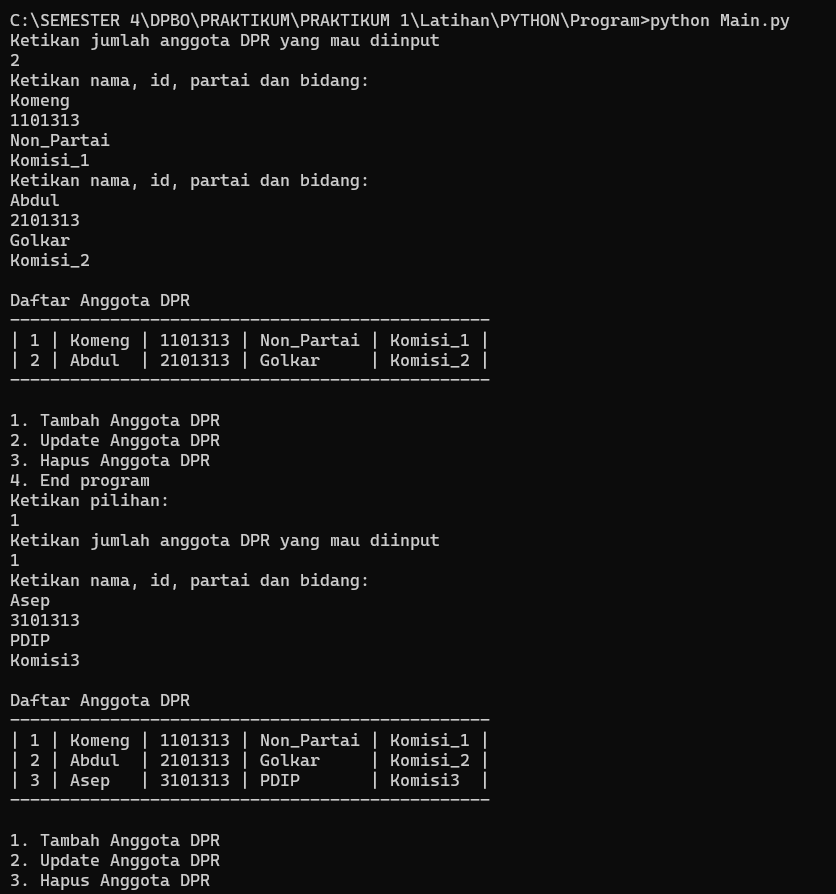 C:\SEMESTER 4\DPBO\PRAKTIKUM\PRAKTIKUM 1\Latihan\PYTHON\Program>python Main.py
Ketikan jumlah anggota DPR yang mau diinput
2
Ketikan nama, id, partai dan bidang:
Komeng
1101313
Non_Partai
Komisi_1
Ketikan nama, id, partai dan bidang:
Abdul
2101313
Golkar
Komisi_2

Daftar Anggota DPR
------------------------------------------------
| 1 | Komeng | 1101313 | Non_Partai | Komisi_1 |
| 2 | Abdul  | 2101313 | Golkar     | Komisi_2 |
------------------------------------------------

1. Tambah Anggota DPR
2. Update Anggota DPR
3. Hapus Anggota DPR
4. End program
Ketikan pilihan:
1
Ketikan jumlah anggota DPR yang mau diinput
1
Ketikan nama, id, partai dan bidang:
Asep
3101313
PDIP
Komisi3

Daftar Anggota DPR
------------------------------------------------
| 1 | Komeng | 1101313 | Non_Partai | Komisi_1 |
| 2 | Abdul  | 2101313 | Golkar     | Komisi_2 |
| 3 | Asep   | 3101313 | PDIP       | Komisi3  |
------------------------------------------------

1. Tambah Anggota DPR
2. Update Anggota DPR
3. Hapus Anggota DPR